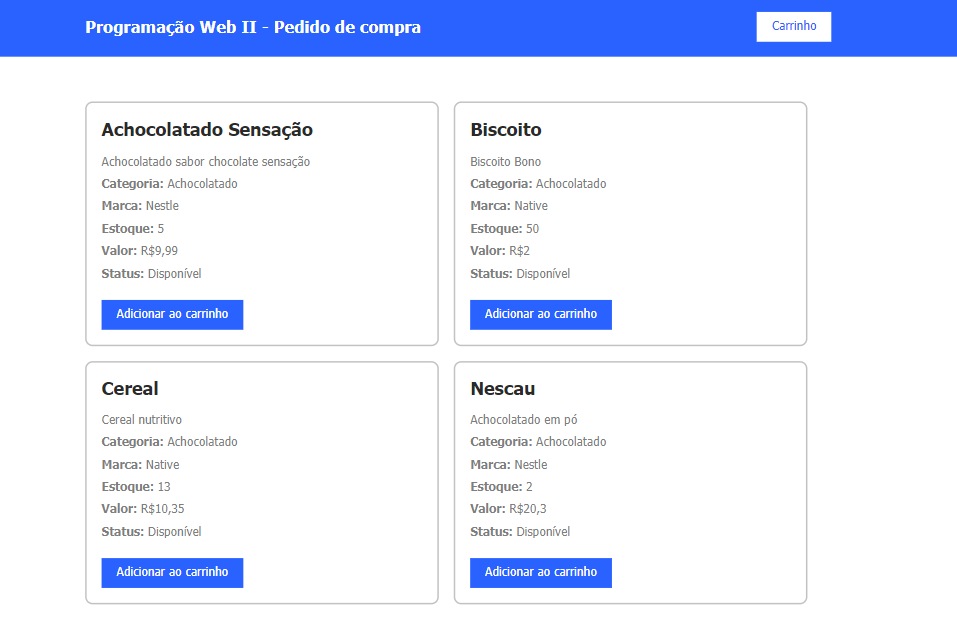 Programação Web II - Pedido de compra
Carrinho
Achocolatado Sensação
Achocolatado sabor chocolate sensação
Categoria: Achocolatado
Marca: Nestle
Estoque: 5
Valor: R$9,99
Status: Disponível
Adicionar ao carrinho
Biscoito
Biscoito Bono
Categoria: Achocolatado
Marca: Native
Estoque: 50
Valor: R$2
Status: Disponível
Adicionar ao carrinho
Cereal
Cereal nutritivo
Categoria: Achocolatado
Marca: Native
Estoque: 13
Valor: R$10,35
Status: Disponível
Adicionar ao carrinho
Nescau
Achocolatado em pó
Categoria: Achocolatado
Marca: Nestle
Estoque: 2
Valor: R$20,3
Status: Disponível
Adicionar ao carrinho